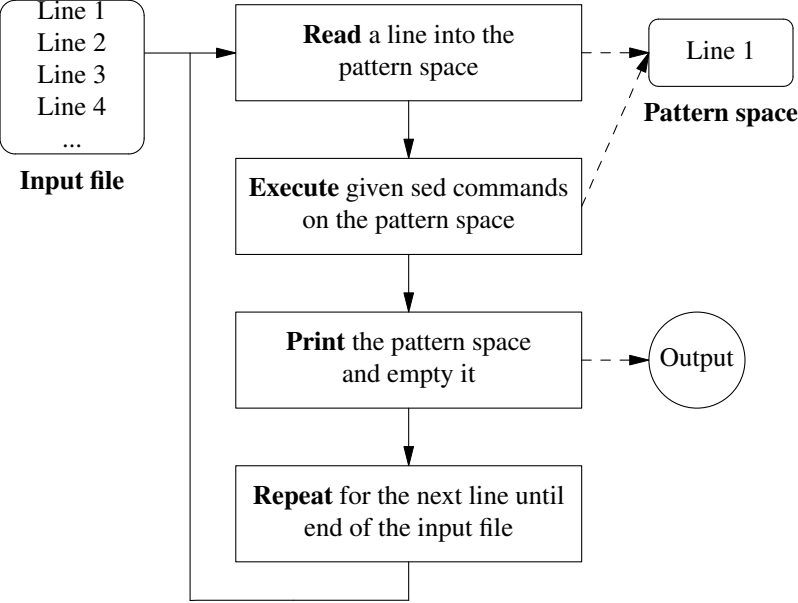 Line 1
Line 2
Line 3
Line 4
...
Input file
Read a line into the
pattern space
Line 1
Pattern space
Execute given sed commands
on the pattern space
Print the pattern space
and empty it
Output
Repeat for the next line until
end of the input file